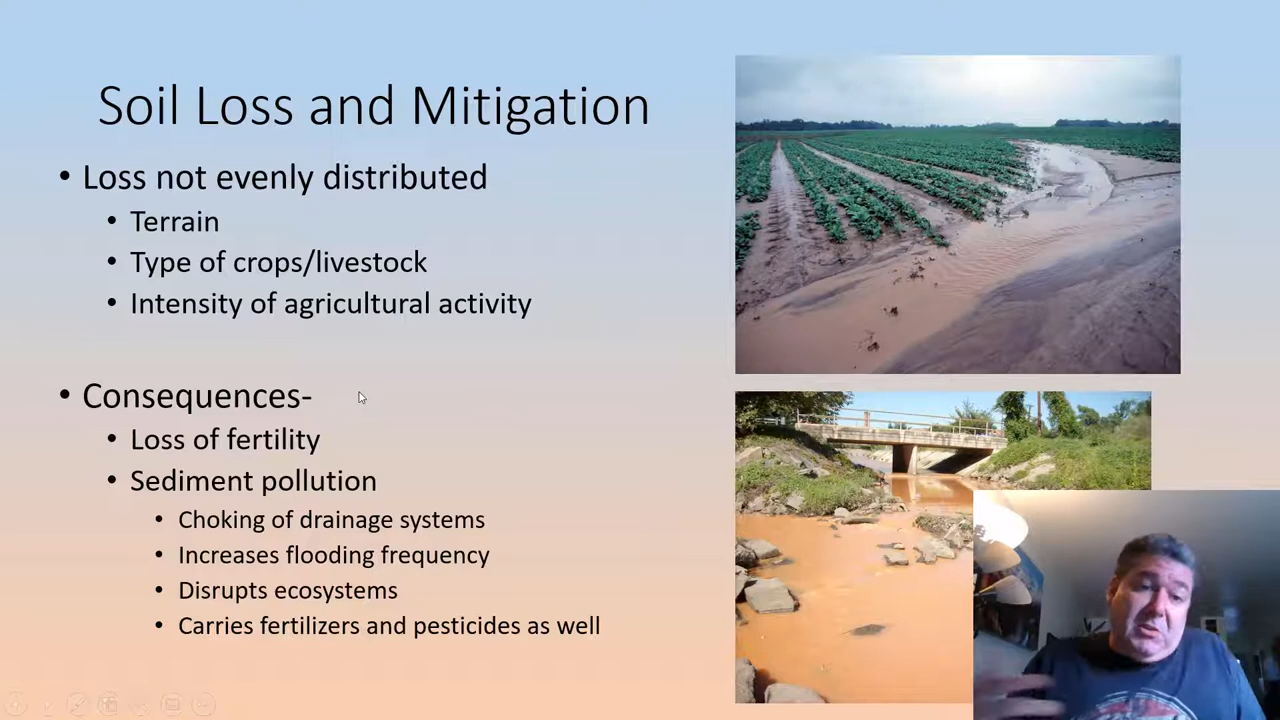 Soil Loss and Mitigation
• Loss not evenly distributed
• Terrain
• Type of crops/livestock
• Intensity of agricultural activity
• Consequences-
• Loss of fertility
• Sediment pollution
• Choking of drainage systems
• Increases flooding frequency
• Disrupts ecosystems
• Carries fertilizers and pesticides as well